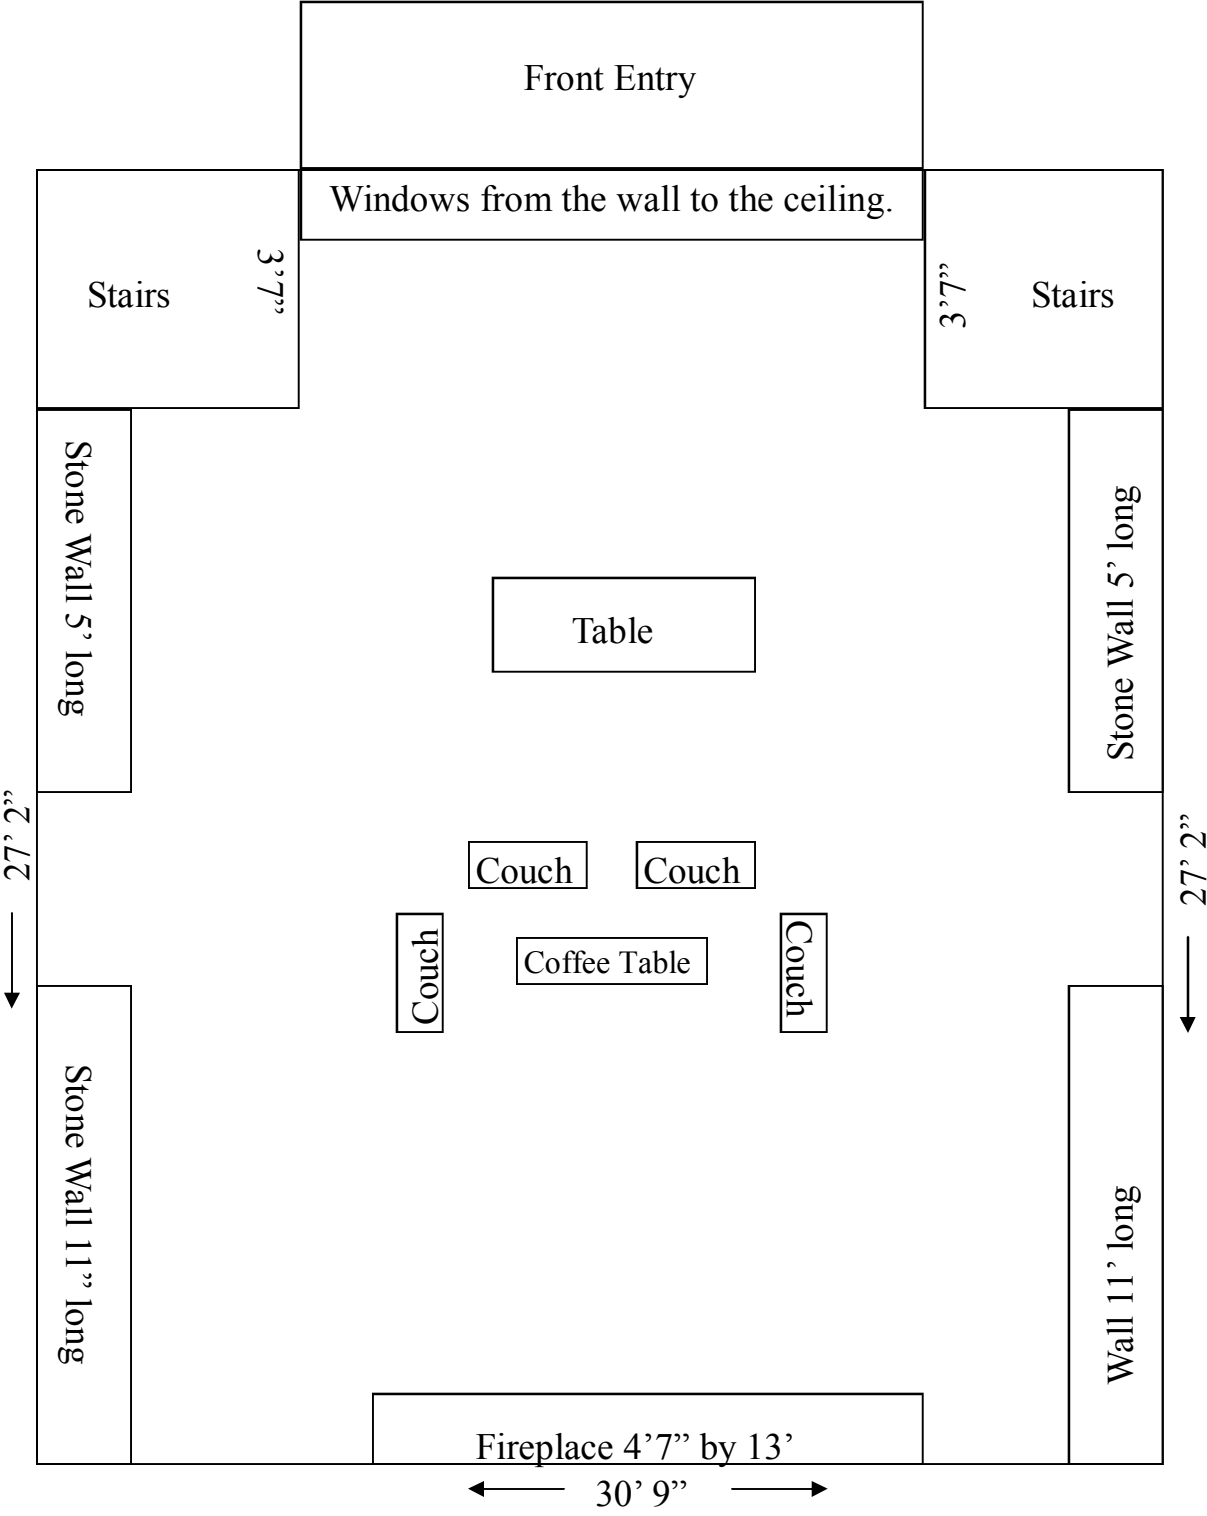 Front Entry
Windows from the wall to the ceiling.
Stairs
3’7”
3’7”
Stairs
Stone Wall 5’ long
Stone Wall 5’ long
Table
27’ 2”
27’ 2”
Couch
Couch
Couch
Coffee Table
Couch
Stone Wall 11” long
Wall 11’ long
Fireplace 4’7” by 13’
30’ 9”